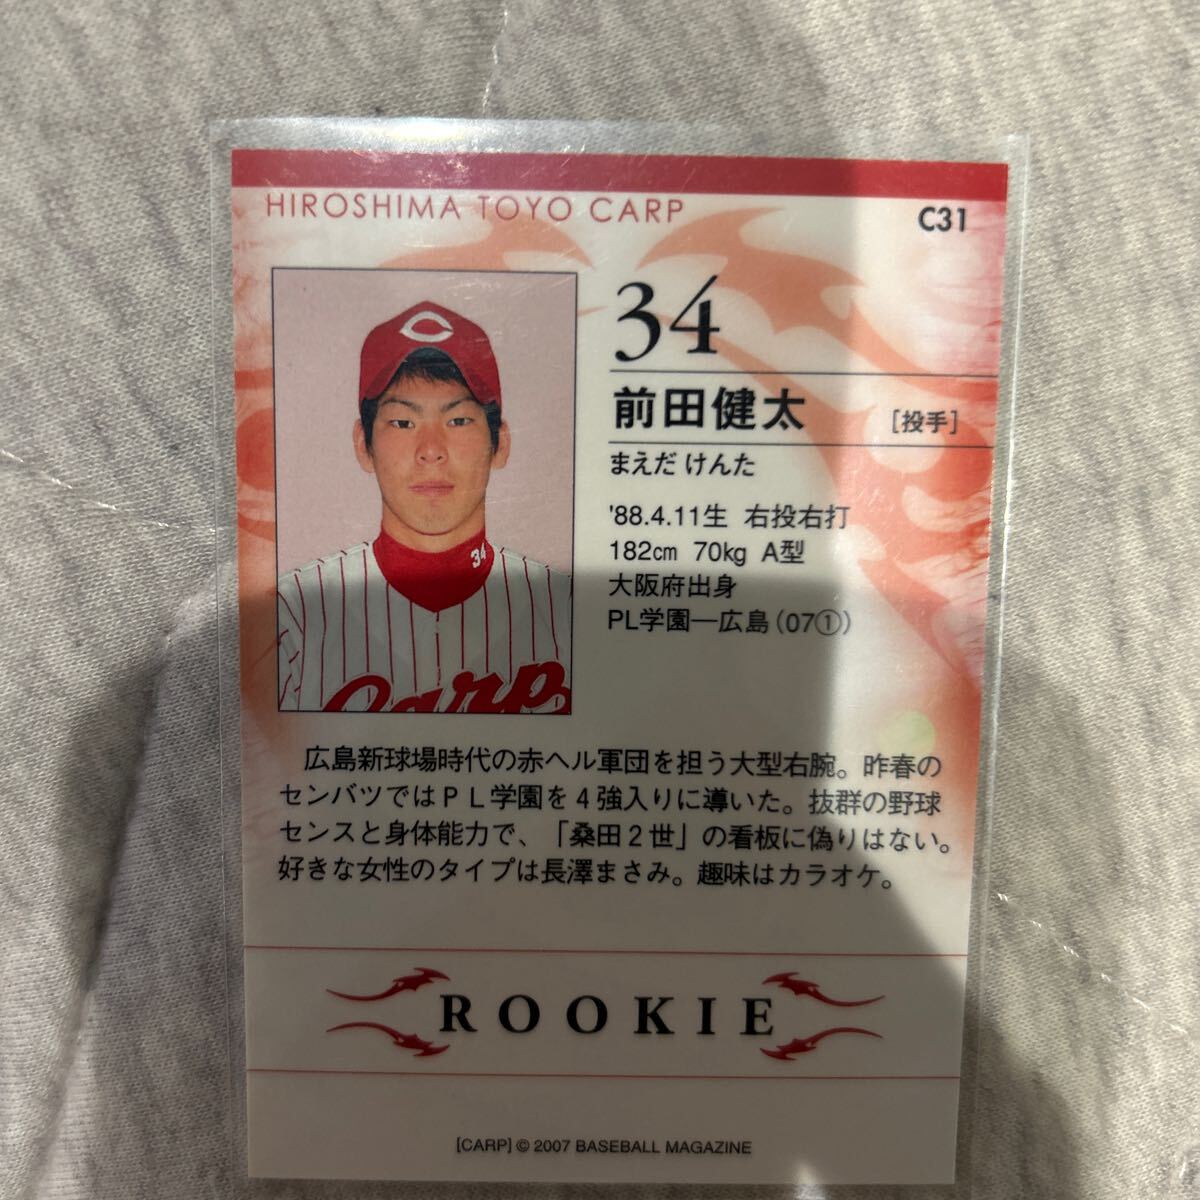 HIROSHIMA TOYO CARP
C31
34
前田健太 [投手]
まえだ けんた
'88.4.11生 右投右打
182㎝ 70㎏ A型
大阪府出身
PL学園―広島(07①)
34
Carp
広島新球場時代の赤ヘル軍団を担う大型右腕。昨春の
センバツではＰＬ学園を４強入りに導いた。抜群の野球
センスと身体能力で、「桑田２世」の看板に偽りはない。
好きな女性のタイプは長澤まさみ。趣味はカラオケ。
ROOKIE
[CARP] © 2007 BASEBALL MAGAZINE